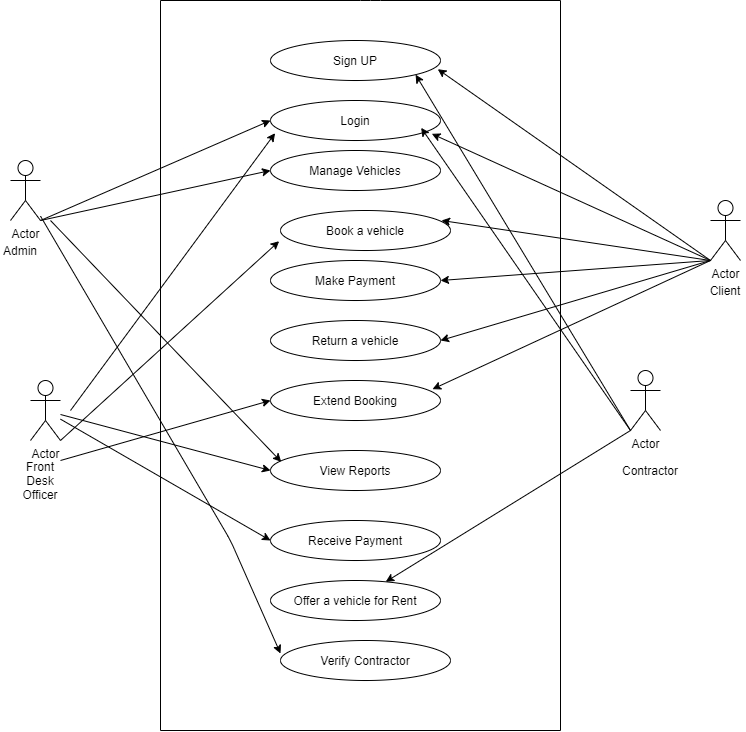 Sign UP
Login
Manage Vehicles
Book a vehicle
Make Payment
Return a vehicle
Extend Booking
View Reports
Receive Payment
Offer a vehicle for Rent
Verify Contractor
Actor
Admin
Actor
Front
Desk
Officer
Actor
Client
Actor
Contractor